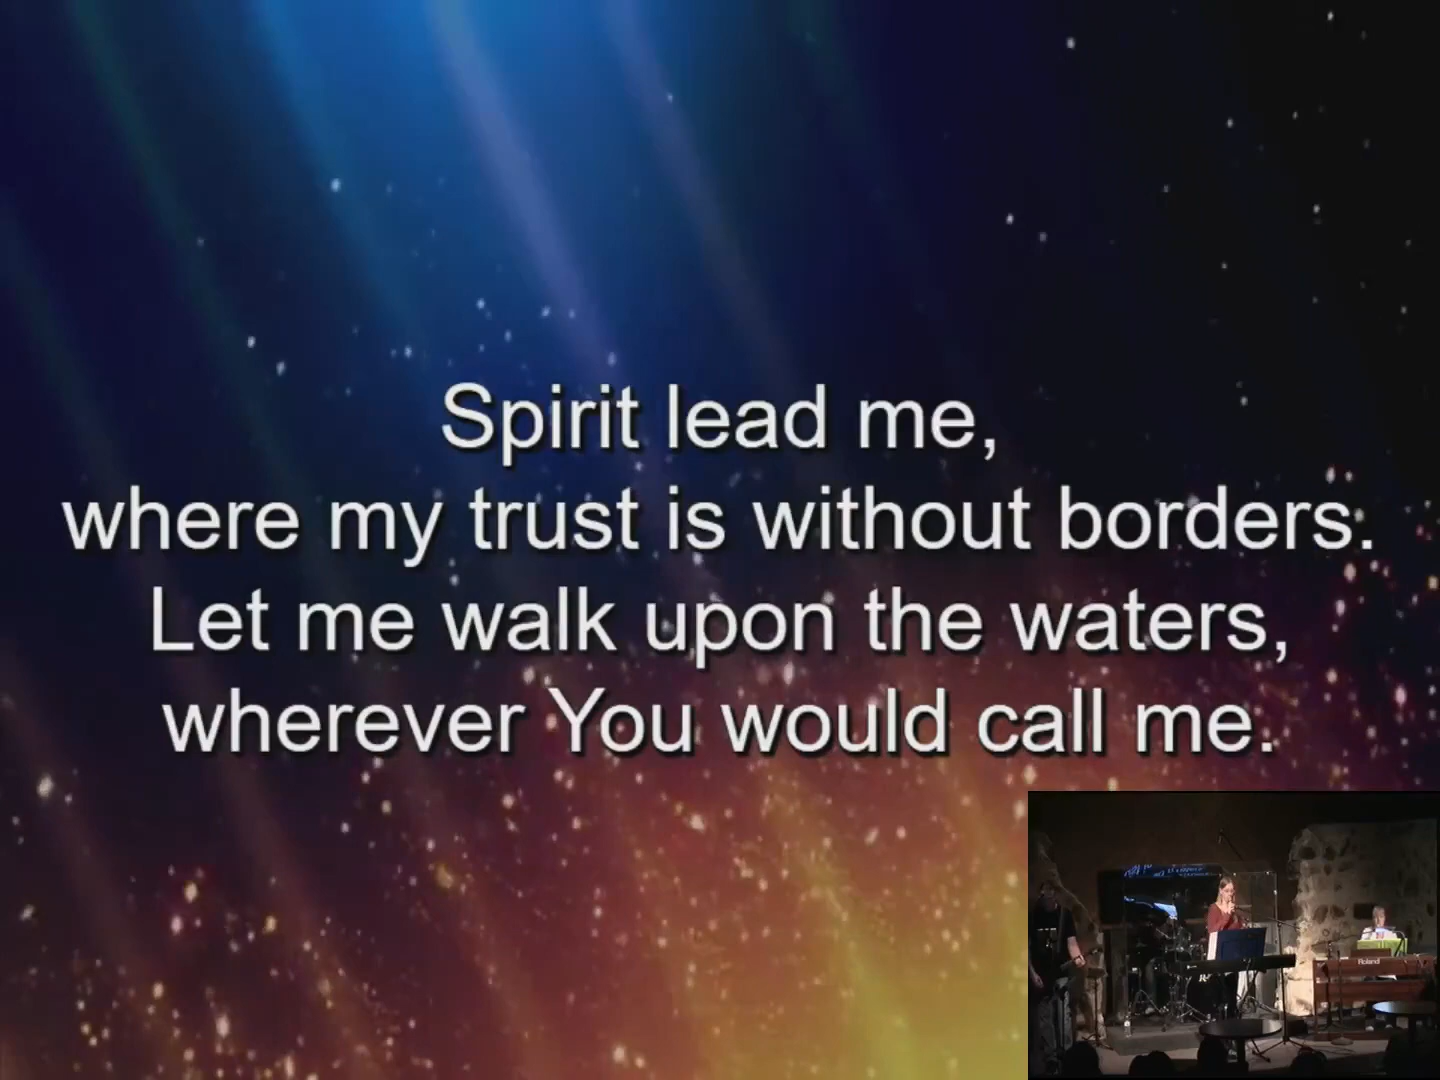 Spirit lead me,
where my trust is without borders.
Let me walk upon the waters,
wherever You would call me.
Roland